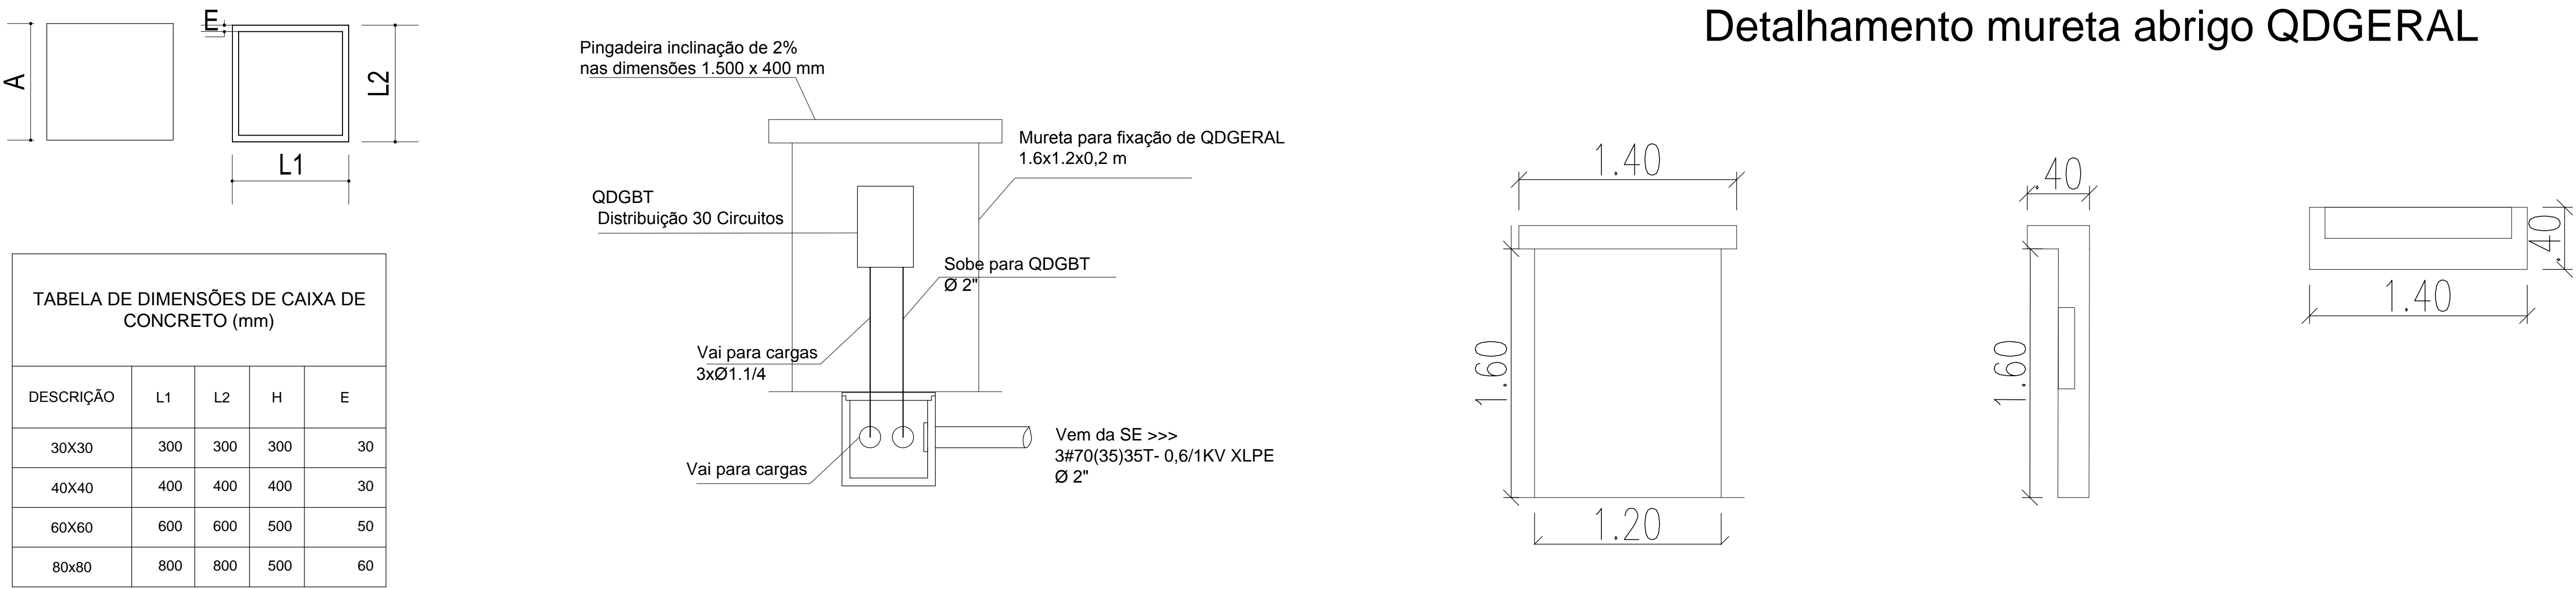 Detalhamento mureta abrigo QDGERAL
E
A
L2
L1
TABELA DE DIMENSÕES DE CAIXA DE
CONCRETO (mm)
DESCRIÇÃO L1 L2 H E
30X30 300 300 300 30
40X40 400 400 400 30
60X60 600 600 500 50
80x80 800 800 500 60
Pingadeira inclinação de 2%
nas dimensões 1.500 x 400 mm
Mureta para fixação de QDGERAL
1.6x1.2x0,2 m
QDGBT
Distribuição 30 Circuitos
Sobe para QDGBT
Ø 2"
Vai para cargas
3xØ1.1/4
Vai para cargas
Vem da SE >>>
3#70(35)35T- 0,6/1KV XLPE
Ø 2"
1.40
1.60
1.20
.40
1.60
.40
1.40